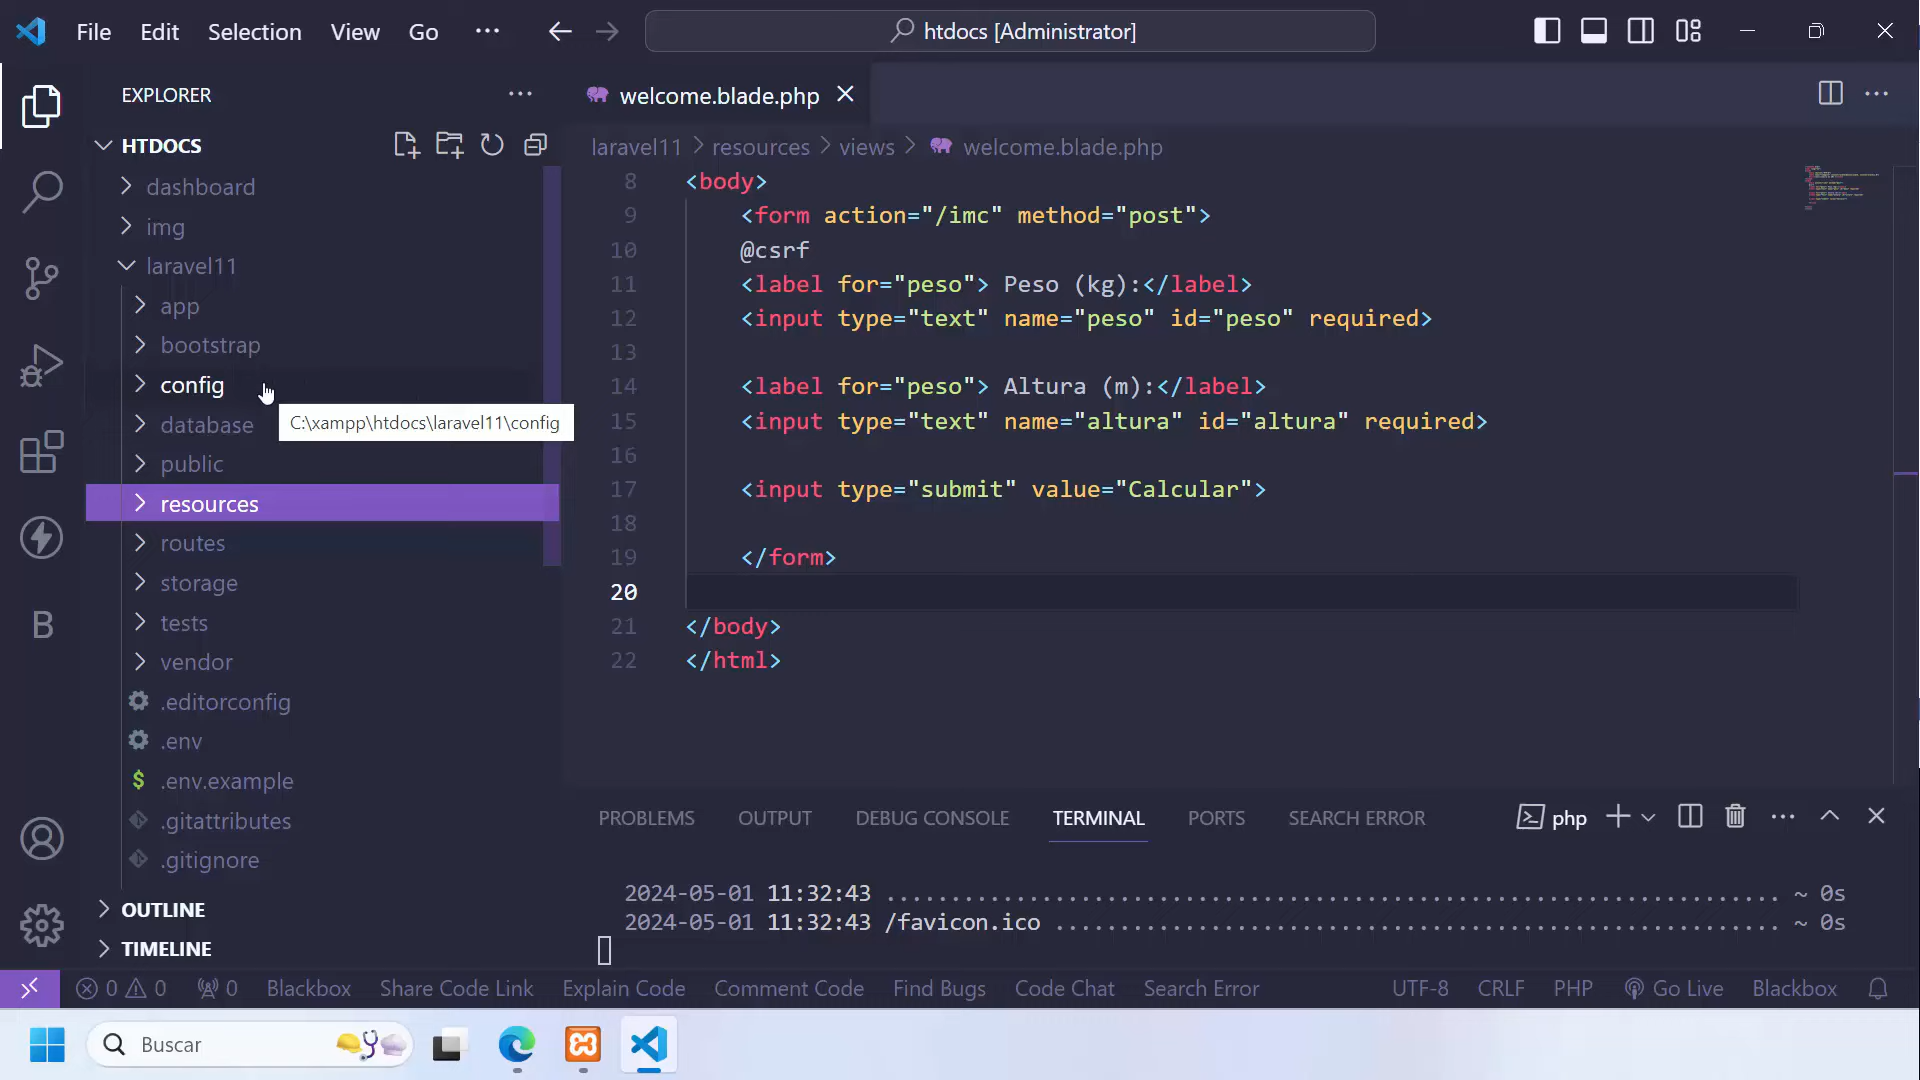 File Edit Selection View Go ···
htdocs [Administrator]
EXPLORER
HTDOCS
dashboard
img
laravel11
app
bootstrap
config
C:\xampp\htdocs\laravel11\config
database
public
resources
routes
storage
tests
vendor
.editorconfig
.env
$ .env.example
.gitattributes
.gitignore
OUTLINE
TIMELINE
B
welcome.blade.php
laravel11 > resources > views > welcome.blade.php
8 <body>
9 <form action="/imc" method="post">
10 @csrf
11 <label for="peso"> Peso (kg):</label>
12 <input type="text" name="peso" id="peso" required>
13
14 <label for="peso"> Altura (m):</label>
15 <input type="text" name="altura" id="altura" required>
16
17 <input type="submit" value="Calcular">
18
19 </form>
20
21 </body>
22 </html>
PROBLEMS OUTPUT DEBUG CONSOLE TERMINAL PORTS SEARCH ERROR php
2024-05-01 11:32:43 ..................................................................... ~ 0s
2024-05-01 11:32:43 /favicon.ico ........................................................ ~ 0s
0 0 0 Blackbox Share Code Link Explain Code Comment Code Find Bugs Code Chat Search Error UTF-8 CRLF PHP Go Live Blackbox
Buscar